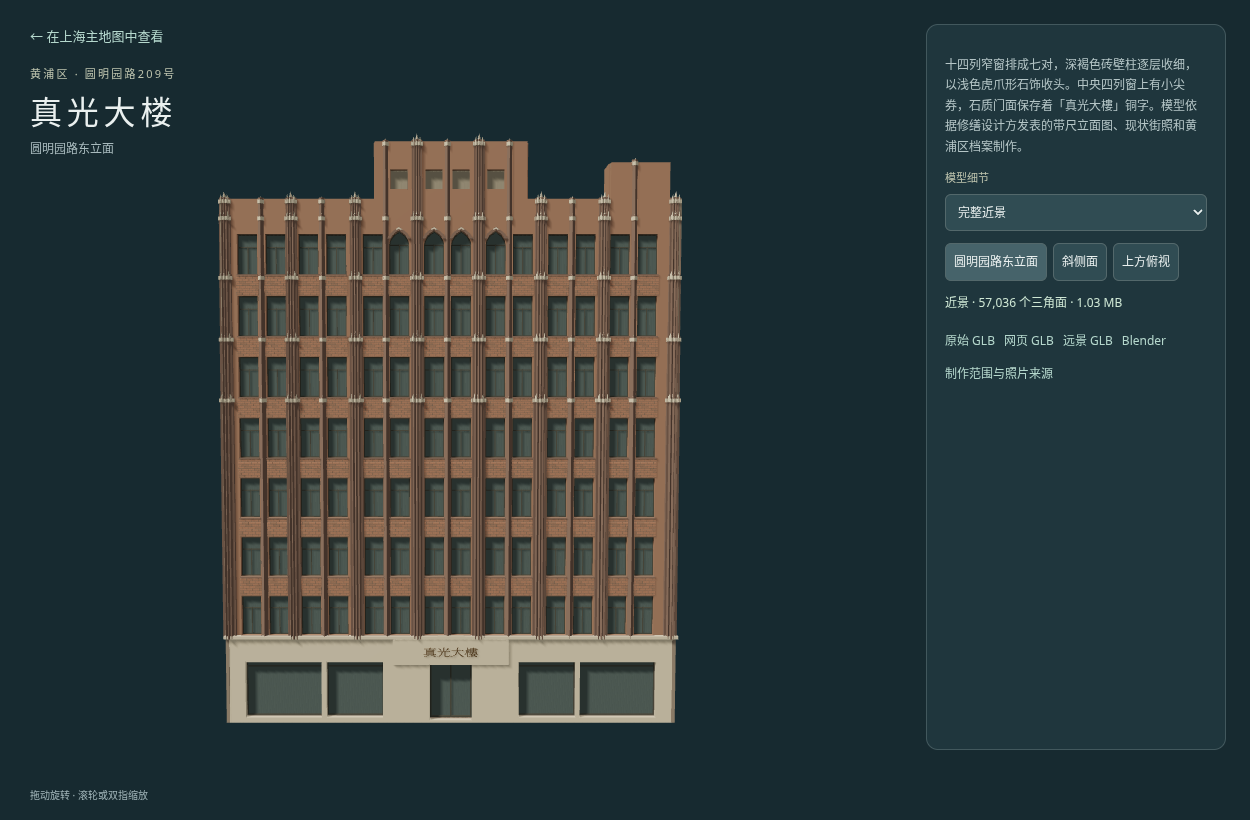 ← 在上海主地图中查看
黄浦区 · 圆明园路209号
真光大楼
圆明园路东立面
真光大樓
拖动旋转 · 滚轮或双指缩放
十四列窄窗排成七对，深褐色砖壁柱逐层收细，
以浅色虎爪形石饰收头。中央四列窗上有小尖
券，石质门面保存着「真光大楼」铜字。模型依
据修缮设计方发表的带尺立面图、现状街照和黄
浦区档案制作。
模型细节
完整近景
圆明园路东立面
斜侧面
上方俯视
近景 · 57,036 个三角面 · 1.03 MB
原始 GLB 网页 GLB 远景 GLB Blender
制作范围与照片来源